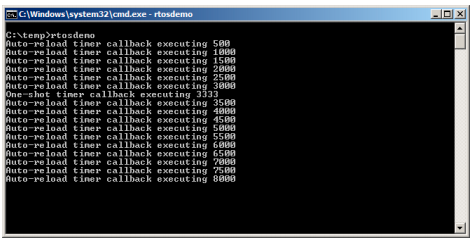 C:\Windows\system32\cmd.exe - rtosdemo
C:\temp>rtosdemo
Auto-reload timer callback executing 500
Auto-reload timer callback executing 1000
Auto-reload timer callback executing 1500
Auto-reload timer callback executing 2000
Auto-reload timer callback executing 2500
Auto-reload timer callback executing 3000
One-shot timer callback executing 3333
Auto-reload timer callback executing 3500
Auto-reload timer callback executing 4000
Auto-reload timer callback executing 4500
Auto-reload timer callback executing 5000
Auto-reload timer callback executing 5500
Auto-reload timer callback executing 6000
Auto-reload timer callback executing 6500
Auto-reload timer callback executing 7000
Auto-reload timer callback executing 7500
Auto-reload timer callback executing 8000